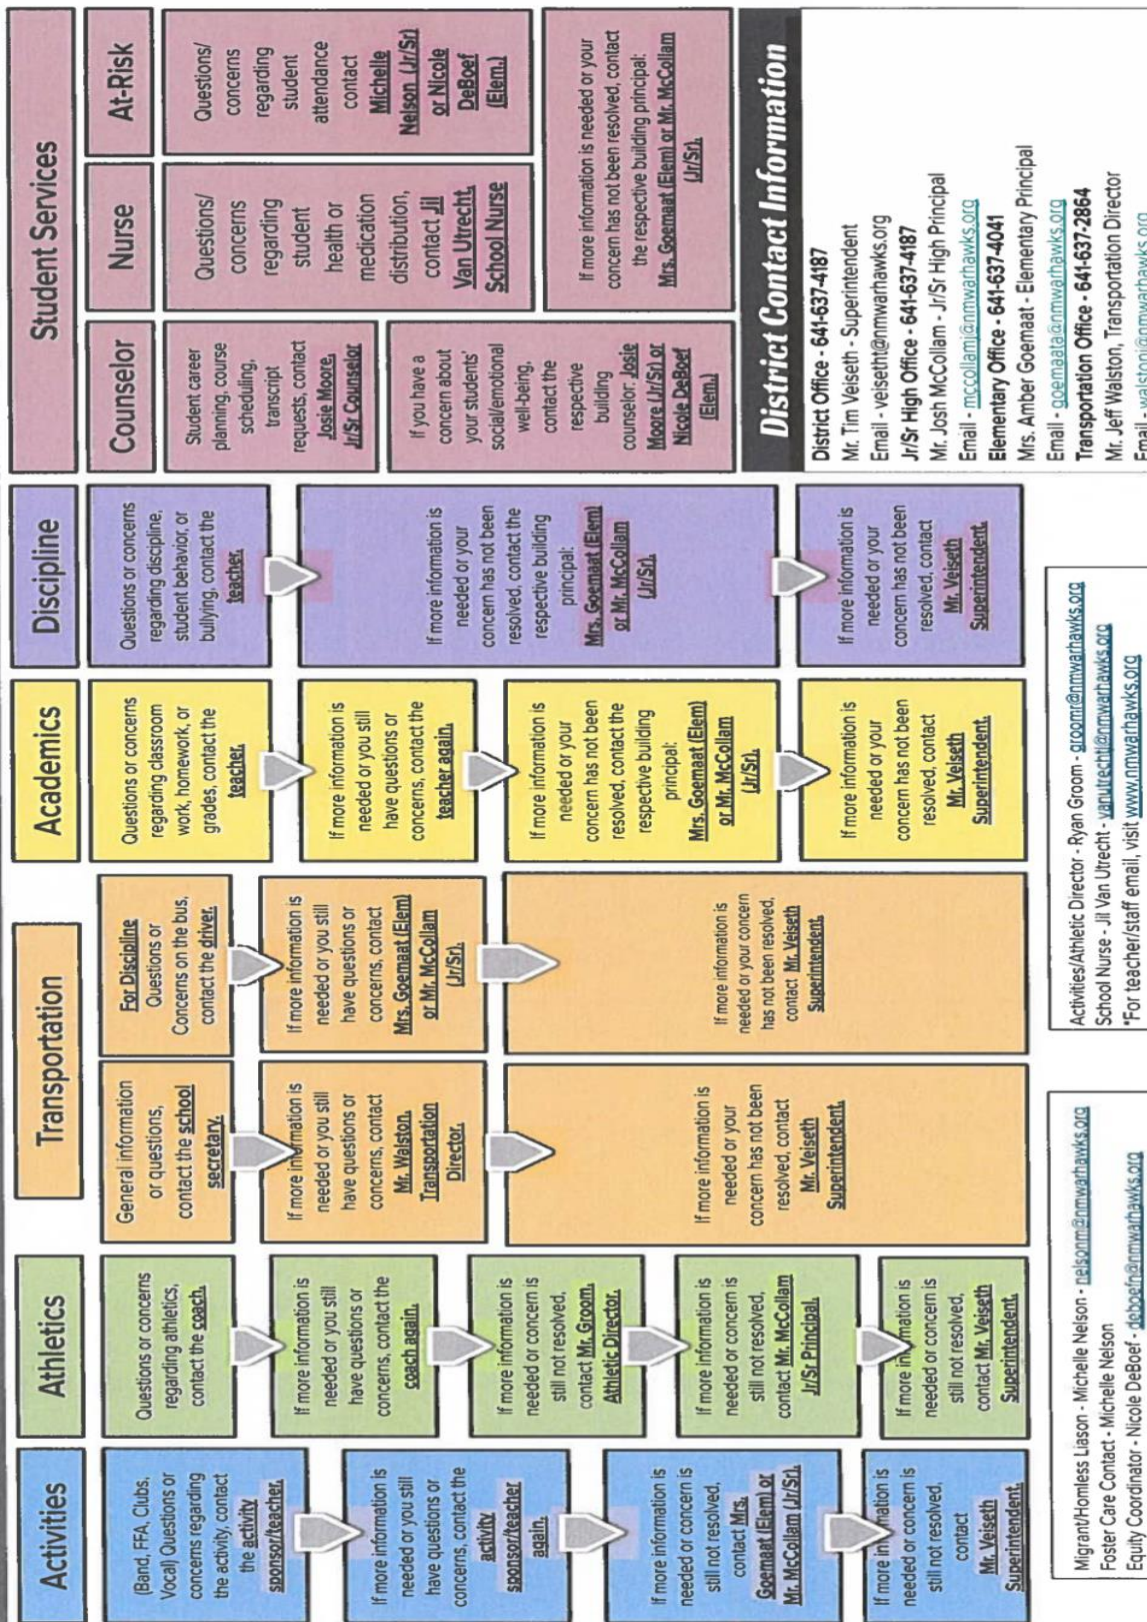 Activities
(Band, FFA, Clubs,
Vocal) Questions or
concerns regarding
the activity, contact
the activity
sponsor/teacher.
If more information is
needed or you still
have questions or
concerns, contact the
activity
sponsor/teacher
again.
If more information is
needed or concern is
still not resolved,
contact Mrs.
Goemaat (Elem) or
Mr. McCollam (Jr/Sr).
If more information is
needed or concern is
still not resolved,
contact
Mr. Veiseth
Superintendent.
Athletics
Questions or concerns
regarding athletics,
contact the coach.
If more information is
needed or you still
have questions or
concerns, contact the
coach again.
If more information is
needed or concern is
still not resolved,
contact Mr. Groom,
Athletic Director.
If more information is
needed or concern is
still not resolved,
contact Mr. McCollam
Jr/Sr Principal.
If more information is
needed or concern is
still not resolved,
contact Mr. Veiseth
Superintendent.
Transportation
General information
or questions,
contact the school
secretary.
If more information is
needed or you still
have questions or
concerns, contact
Mr. Walston,
Transportation
Director.
If more information is
needed or your
concern has not been
resolved, contact
Mr. Veiseth
Superintendent.
For Discipline
Questions or
Concerns on the bus,
contact the driver.
If more information is
needed or you still
have questions or
concerns, contact
Mrs. Goemaat (Elem)
or Mr. McCollam
(Jr/Sr).
If more information is
needed or your concern
has not been resolved,
contact Mr. Veiseth
Superintendent.
Academics
Questions or concerns
regarding classroom
work, homework, or
grades, contact the
teacher.
If more information is
needed or you still
have questions or
concerns, contact the
teacher again.
If more information is
needed or your
concern has not been
resolved, contact the
respective building
principal:
Mrs. Goemaat (Elem)
or Mr. McCollam
(Jr/Sr).
If more information is
needed or your
concern has not been
resolved, contact
Mr. Veiseth
Superintendent.
Discipline
Questions or concerns
regarding discipline,
student behavior, or
bullying, contact the
teacher.
If more information is
needed or your
concern has not been
resolved, contact the
respective building
principal:
Mrs. Goemaat (Elem)
or Mr. McCollam
(Jr/Sr).
If more information is
needed or your
concern has not been
resolved, contact
Mr. Veiseth
Superintendent.
Student Services
Counselor
Student career
planning, course
scheduling,
transcript
requests, contact
Josie Moore,
Jr/Sr Counselor
If you have a
concern about
your students'
social/emotional
well-being,
contact the
respective
building
counselor: Josie
Moore (Jr/Sr) or
Nicole DeBoef
(Elem.)
Nurse
Questions/
concerns
regarding
student
health or
medication
distribution,
contact Jil
Van Utrecht,
School Nurse
At-Risk
Questions/
concerns
regarding
student
attendance
contact
Michelle
Nelson (Jr/Sr)
or Nicole
DeBoef
(Elem.)
If more information is needed or your
concern has not been resolved, contact
the respective building principal:
Mrs. Goemaat (Elem) or Mr. McCollam
(Jr/Sr).
District Contact Information
District Office - 641-637-4187
Mr. Tim Veiseth - Superintendent
Email - veisetht@nmwarhawks.org
Jr/Sr High Office - 641-637-4187
Mr. Josh McCollam - Jr/Sr High Principal
Email - mccollamj@nmwarhawks.org
Elementary Office - 641-637-4041
Mrs. Amber Goemaat - Elementary Principal
Email - goemaata@nmwarhawks.org
Transportation Office - 641-637-2864
Mr. Jeff Walston, Transportation Director
Email - walstonj@nmwarhawks.org
Migrant/Homless Liason - Michelle Nelson - nelsonm@nmwarhawks.org
Foster Care Contact - Michelle Nelson
Equity Coordinator - Nicole DeBoef - deboefn@nmwarhawks.org
Activities/Athletic Director - Ryan Groom - groomr@nmwarhawks.org
School Nurse - Jil Van Utrecht - vanutrechtj@nmwarhawks.org
*For teacher/staff email, visit www.nmwarhawks.org